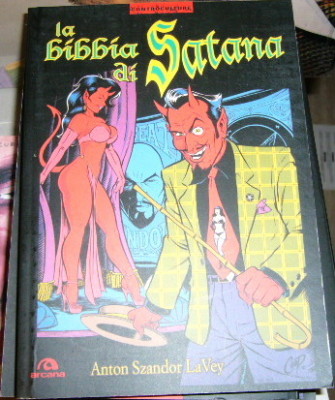 CONTROCULTURA
la
bibbia
di Satana
Anton Szandor LaVey
arcana